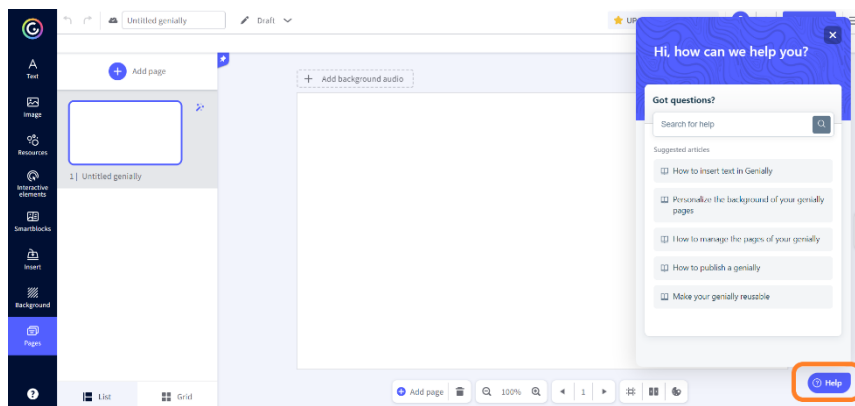 Untitled genially
Draft
UP
Text
Image
Resources
Interactive
elements
Smartblocks
Insert
Background
Pages
Add page
1 | Untitled genially
List
Grid
+ Add background audio
Add page
100%
1
Hi, how can we help you?
Got questions?
Search for help
Suggested articles
How to insert text in Genially
Personalize the background of your genially
pages
How to manage the pages of your genially
How to publish a genially
Make your genially reusable
Help